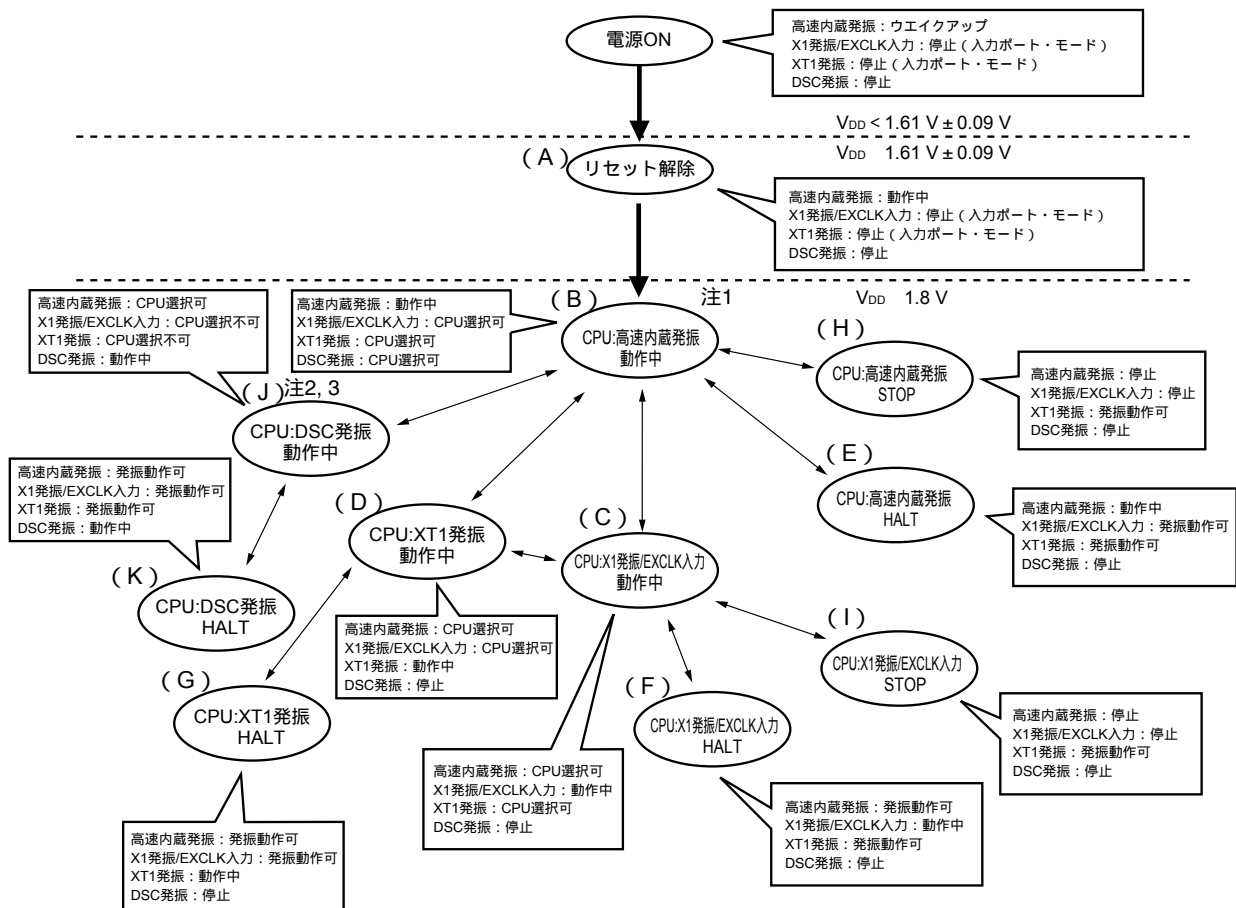 電源ON
高速内蔵発振：ウエイクアップ
X1発振/EXCLK入力：停止（入力ポート・モード）
XT1発振：停止（入力ポート・モード）
DSC発振：停止
VDD < 1.61 V ± 0.09 V
VDD 1.61 V ± 0.09 V
（A）
リセット解除
高速内蔵発振：動作中
X1発振/EXCLK入力：停止（入力ポート・モード）
XT1発振：停止（入力ポート・モード）
DSC発振：停止
VDD 1.8 V
注1
（B）
CPU:高速内蔵発振
動作中
高速内蔵発振：動作中
X1発振/EXCLK入力：CPU選択可
XT1発振：CPU選択可
DSC発振：CPU選択可
高速内蔵発振：CPU選択可
X1発振/EXCLK入力：CPU選択不可
XT1発振：CPU選択不可
DSC発振：動作中
（J）注2, 3
CPU:DSC発振
動作中
（H）
CPU:高速内蔵発振
STOP
高速内蔵発振：停止
X1発振/EXCLK入力：停止
XT1発振：発振動作可
DSC発振：停止
（E）
CPU:高速内蔵発振
HALT
高速内蔵発振：動作中
X1発振/EXCLK入力：発振動作可
XT1発振：発振動作可
DSC発振：停止
高速内蔵発振：発振動作可
X1発振/EXCLK入力：発振動作可
XT1発振：発振動作可
DSC発振：動作中
（K）
CPU:DSC発振
HALT
（D）
CPU:XT1発振
動作中
高速内蔵発振：CPU選択可
X1発振/EXCLK入力：CPU選択可
XT1発振：動作中
DSC発振：停止
（C）
CPU:X1発振/EXCLK入力
動作中
高速内蔵発振：CPU選択可
X1発振/EXCLK入力：動作中
XT1発振：CPU選択可
DSC発振：停止
（I）
CPU:X1発振/EXCLK入力
STOP
高速内蔵発振：停止
X1発振/EXCLK入力：停止
XT1発振：発振動作可
DSC発振：停止
（G）
CPU:XT1発振
HALT
高速内蔵発振：発振動作可
X1発振/EXCLK入力：発振動作可
XT1発振：動作中
DSC発振：停止
（F）
CPU:X1発振/EXCLK入力
HALT
高速内蔵発振：発振動作可
X1発振/EXCLK入力：動作中
XT1発振：発振動作可
DSC発振：停止